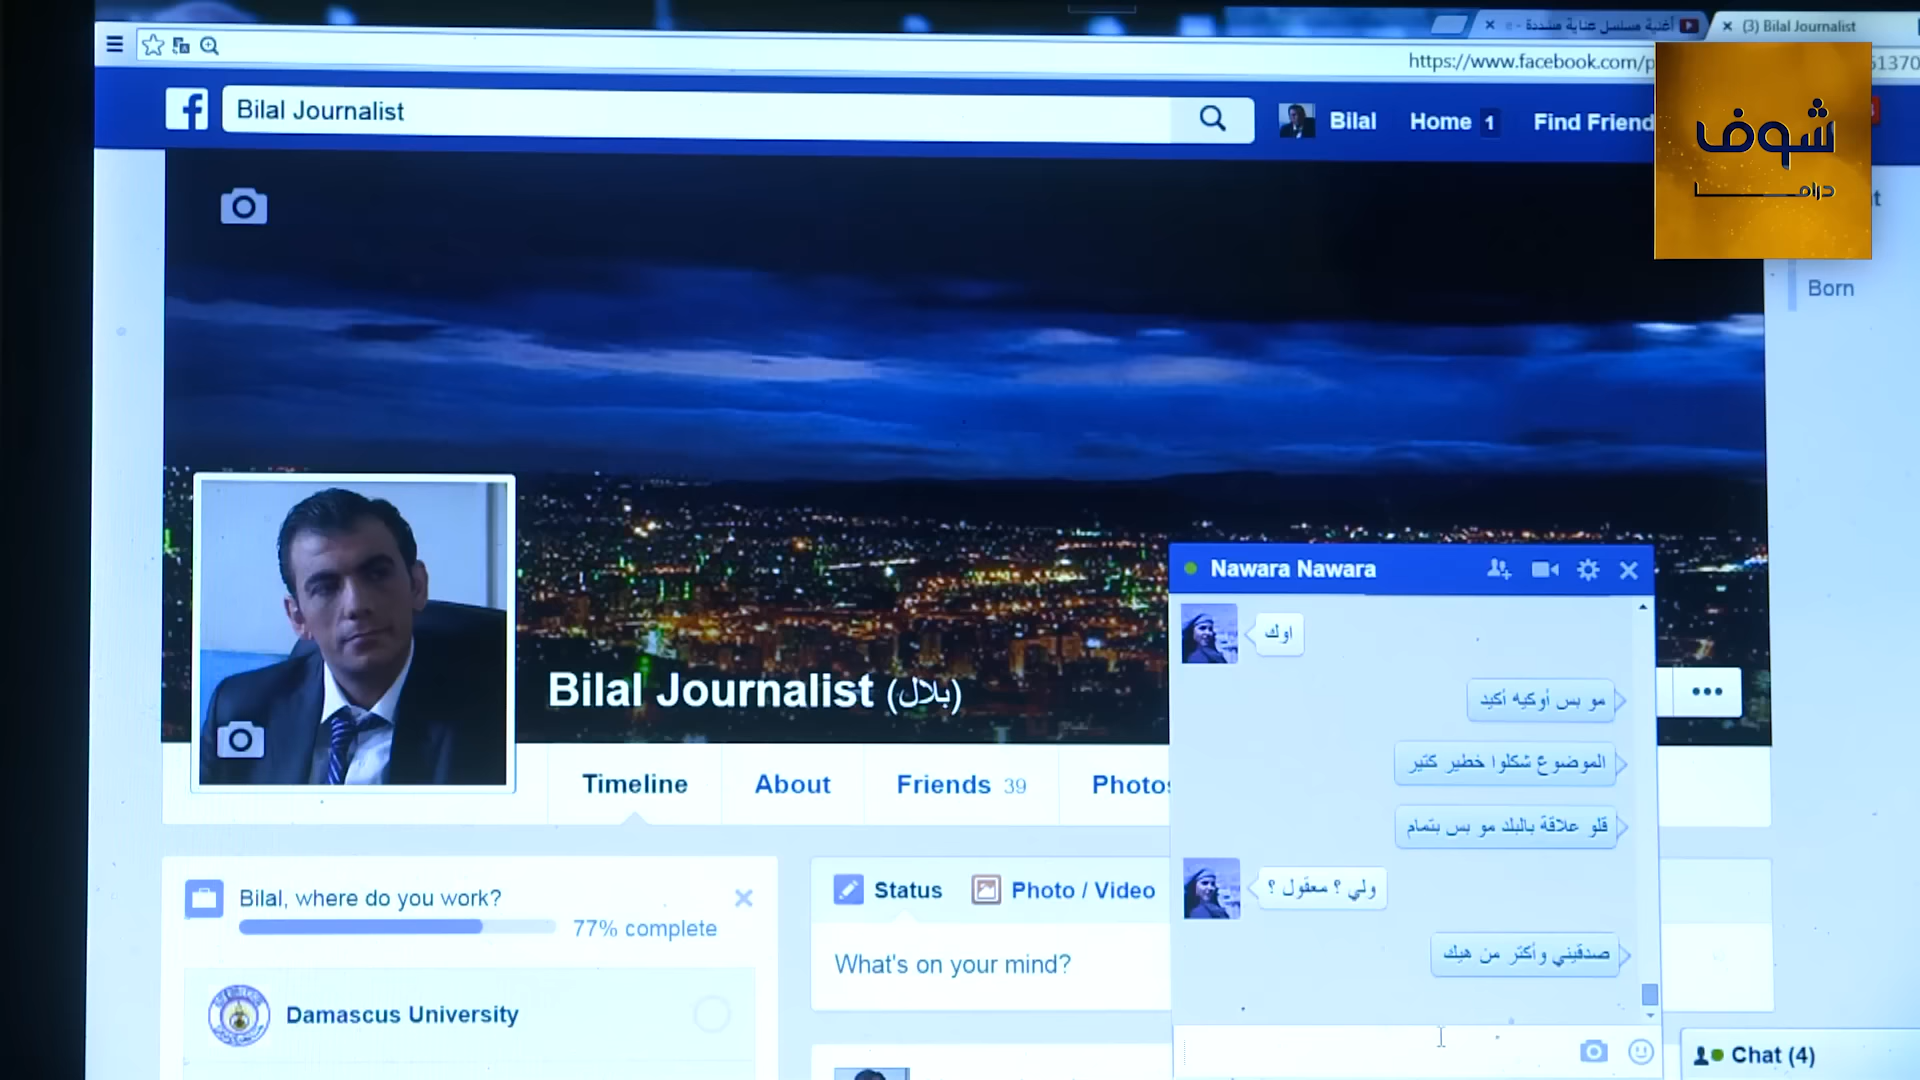 أغنية مسلسل عناية مشددة - e
(3) Bilal Journalist
https://www.facebook.com/p
51370
Bilal Journalist
Bilal
Home 1
Find Friend
شوف
دراما
Born
Bilal Journalist (بلال)
Timeline
About
Friends 39
Photos
Bilal, where do you work?
77% complete
Damascus University
Status
Photo / Video
What's on your mind?
Nawara Nawara
اوك
مو بس أوكيه أكيد
الموضوع شكلوا خطير كتير
قلو علاقة بالبلد مو بس بتمام
ولي ؟ معقول ؟
صدقيني وأكتر من هيك
Chat (4)